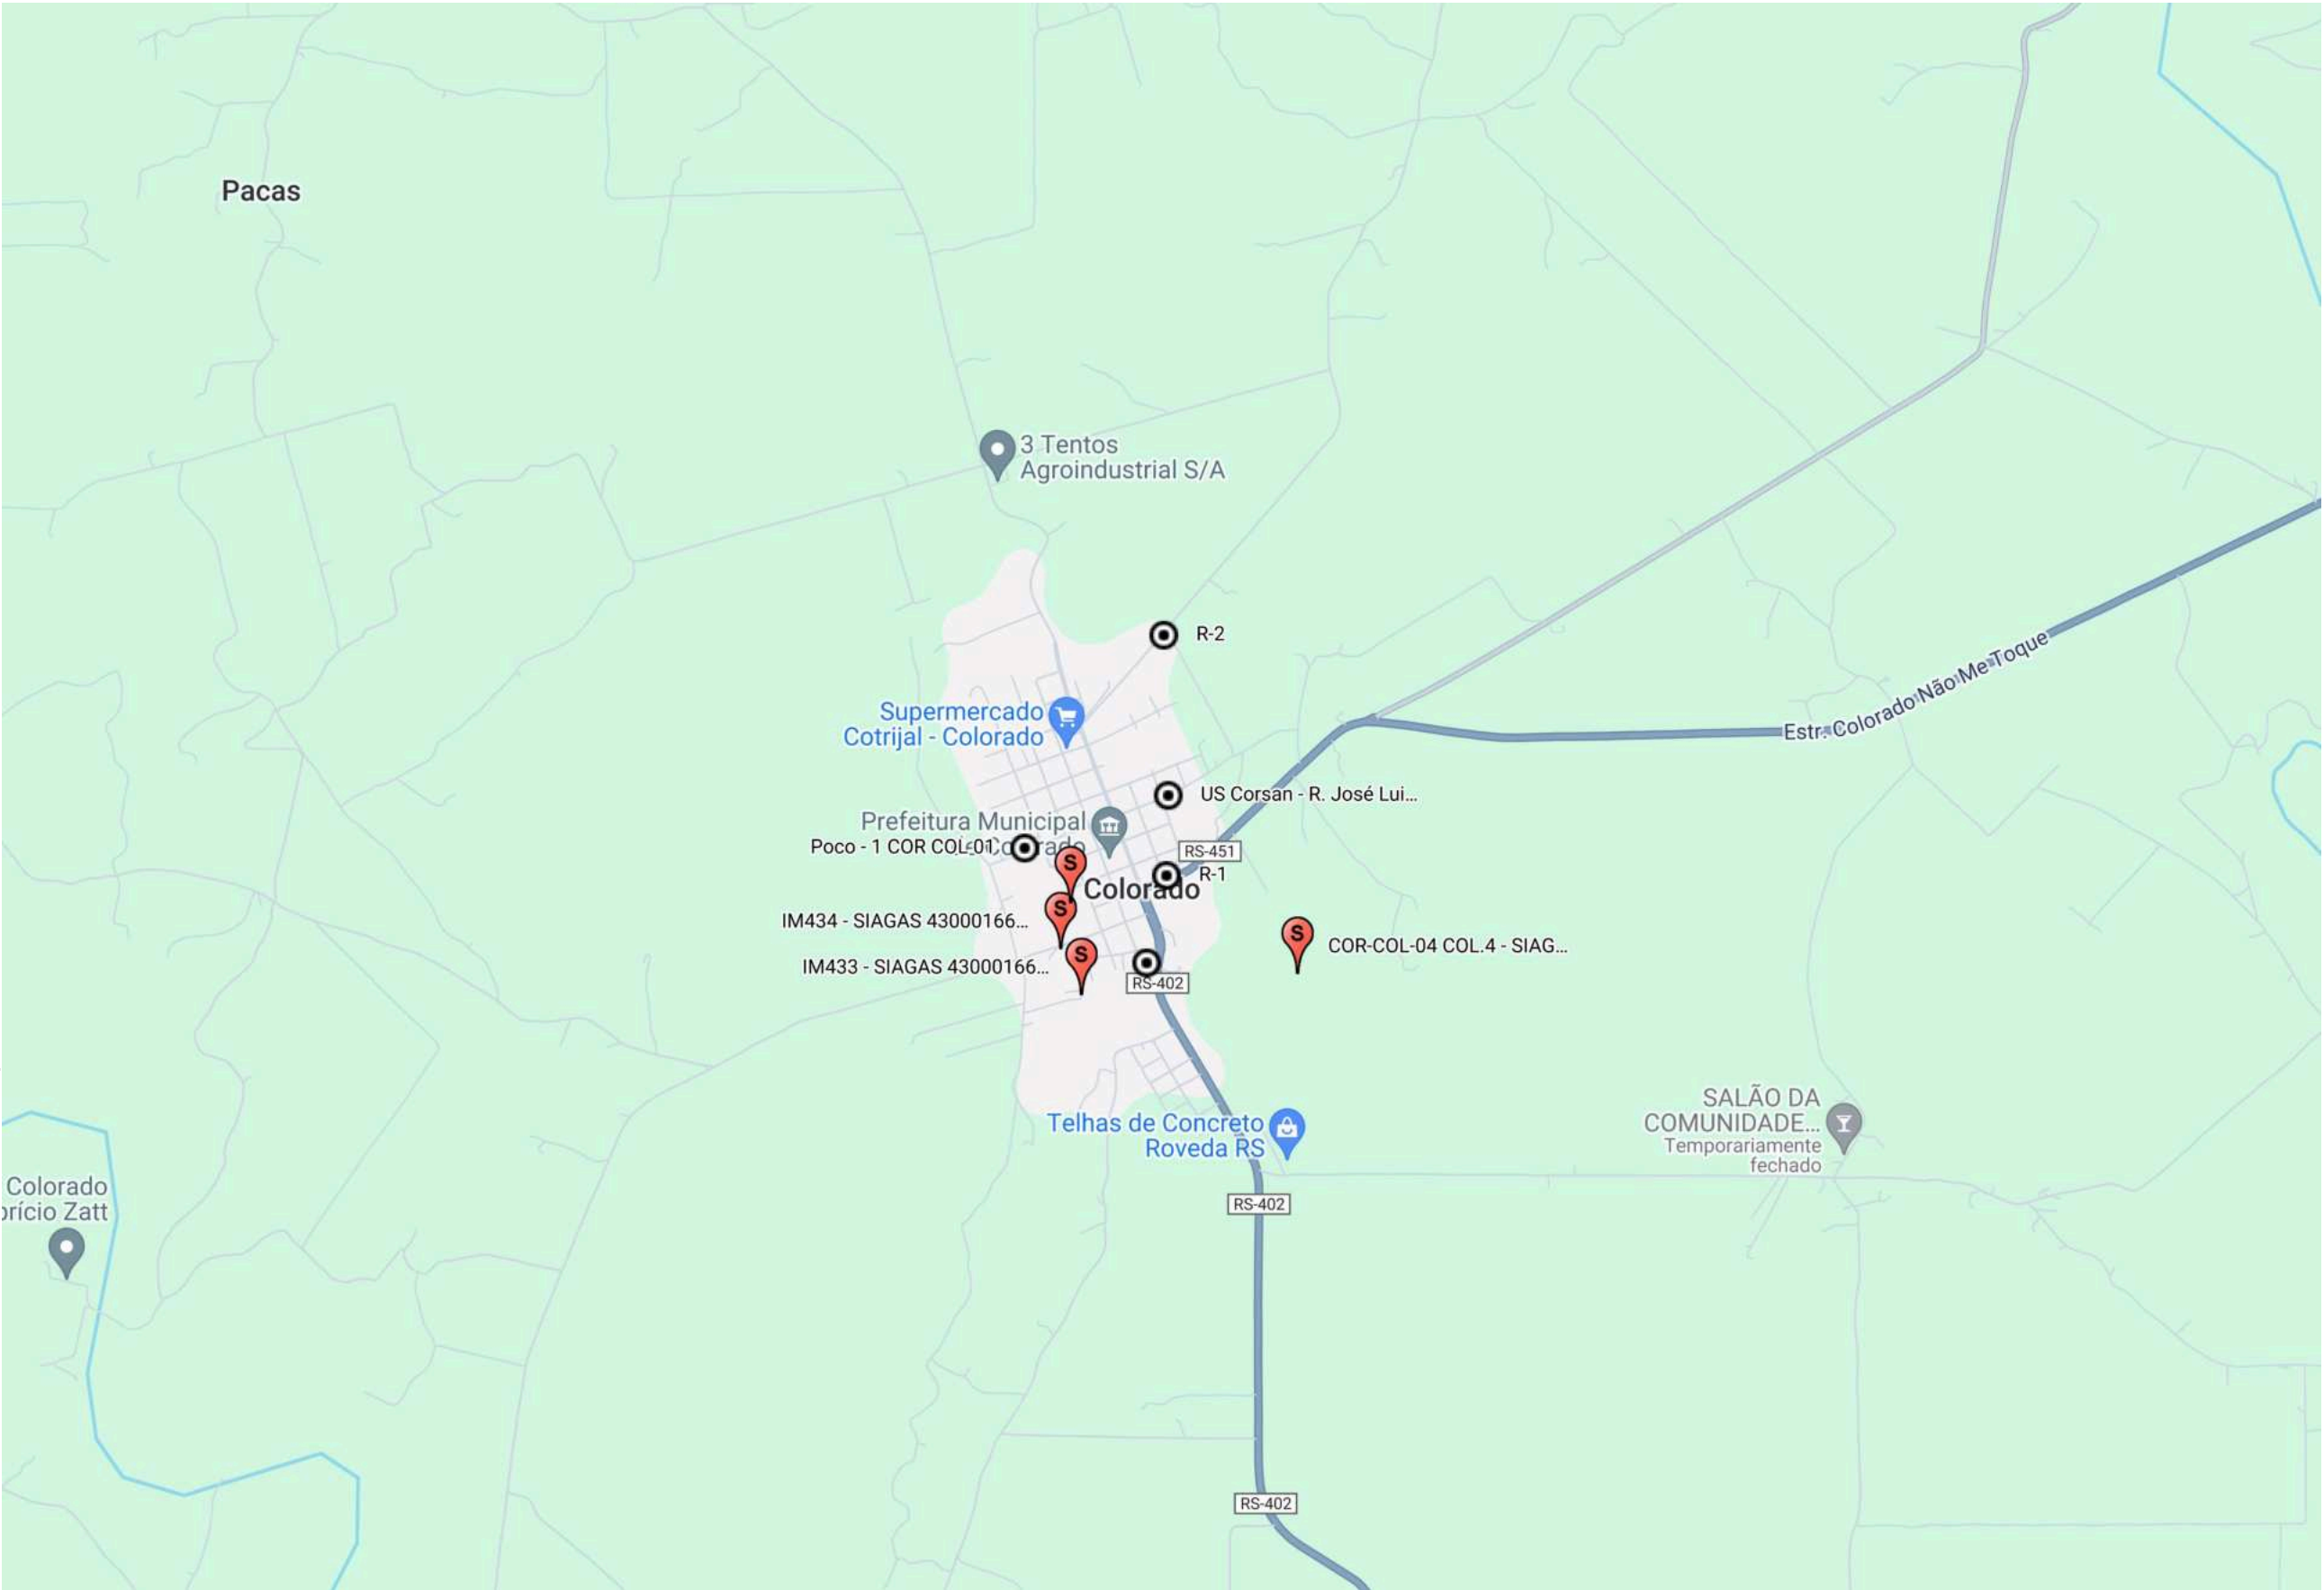 Pacas
3 Tentos
Agroindustrial S/A
R-2
Estr. Colorado Não Me Toque
Supermercado
Cotrijal - Colorado
US Corsan - R. José Lui...
Prefeitura Municipal
Poco - 1 COR COL-01
RS-451
R-1
S
Colorado
S
IM434 - SIAGAS 43000166...
S
COR-COL-04 COL.4 - SIAG...
S
IM433 - SIAGAS 43000166...
RS-402
SALÃO DA
COMUNIDADE...
Temporariamente
fechado
Telhas de Concreto
Roveda RS
Colorado
orício Zatt
RS-402
RS-402